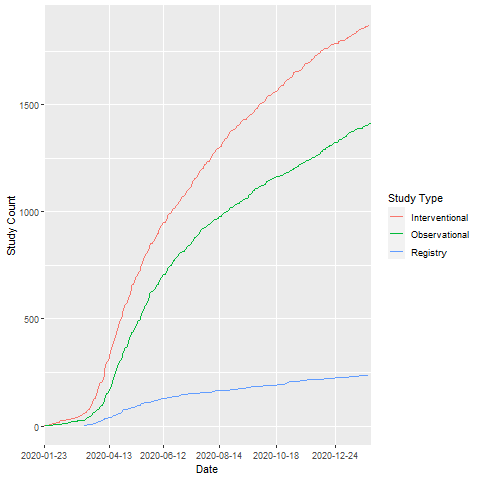 1500
1000
500
0
Study Count
2020-01-23 2020-04-13 2020-06-12 2020-08-14 2020-10-18 2020-12-24
Date
Study Type
Interventional
Observational
Registry